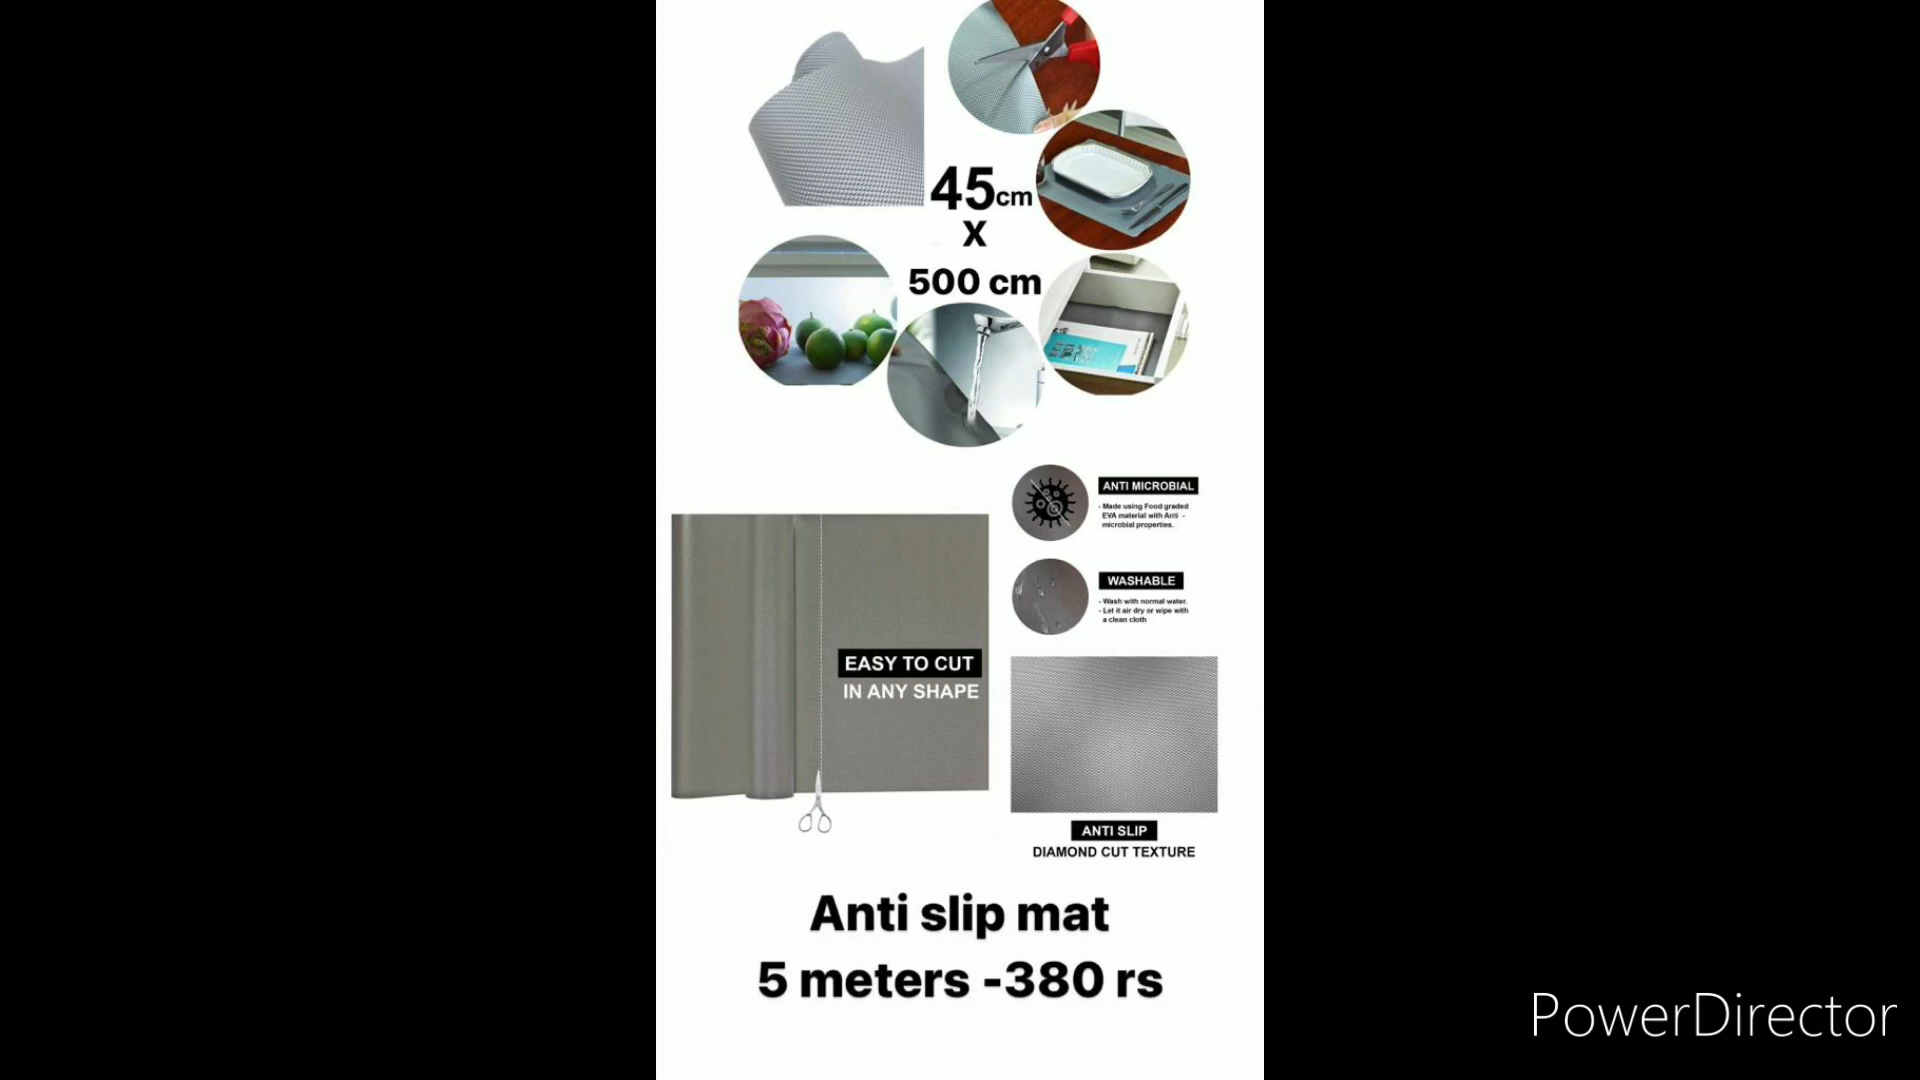 45cm
X
500 cm
ANTI MICROBIAL
- Made using Food graded
EVA material with Anti -
microbial properties.
WASHABLE
- Wash with normal water.
- Let it air dry or wipe with
a clean cloth
EASY TO CUT
IN ANY SHAPE
ANTI SLIP
DIAMOND CUT TEXTURE
Anti slip mat
5 meters -380 rs
PowerDirector